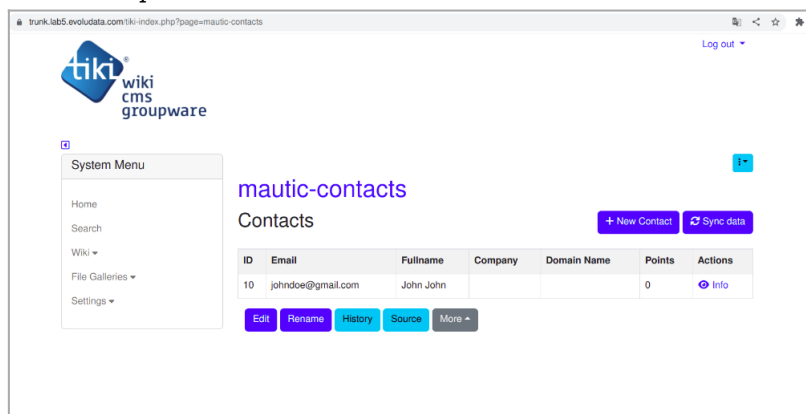 trunk.lab5.evoludata.com/tiki-index.php?page=mautic-contacts
Log out
tiki
wiki
cms
groupware
System Menu
Home
Search
Wiki
File Galleries
Settings
mautic-contacts
Contacts
+ New Contact
Sync data
ID Email Fullname Company Domain Name Points Actions
10 johndoe@gmail.com John John 0 Info
Edit Rename History Source More